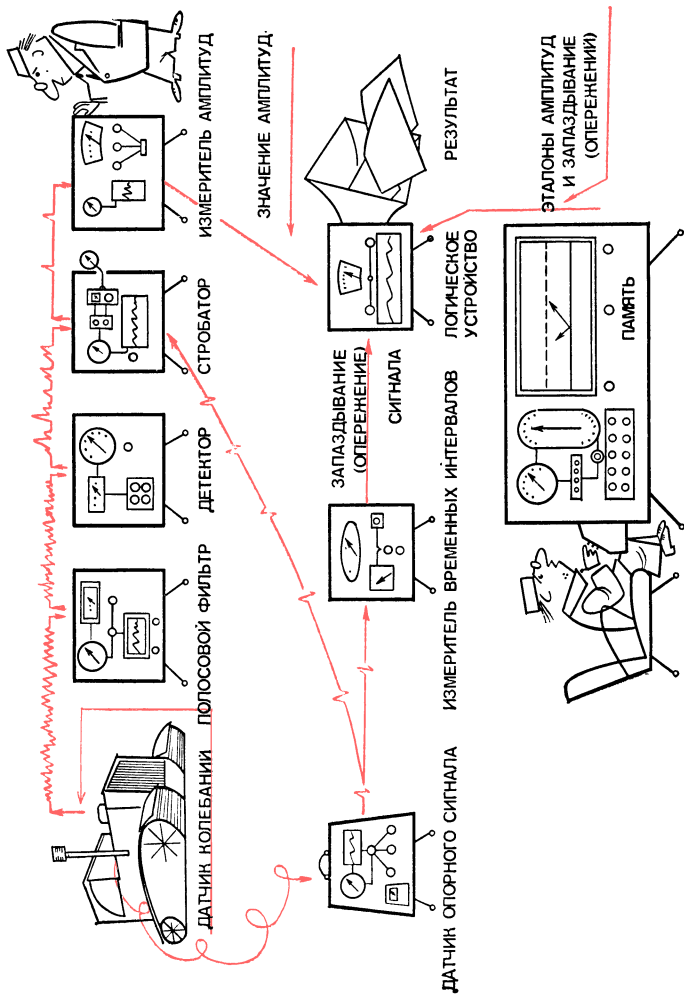 ДАТЧИК КОЛЕБАНИЙ
ПОЛОСОВОЙ ФИЛЬТР
ДЕТЕКТОР
СТРОБАТОР
ИЗМЕРИТЕЛЬ АМПЛИТУД
ЗНАЧЕНИЕ АМПЛИТУД.
ЗАПАЗДЫВАНИЕ
(ОПЕРЕЖЕНИЕ)
СИГНАЛА
ДАТЧИК ОПОРНОГО СИГНАЛА
ИЗМЕРИТЕЛЬ ВРЕМЕННЫХ ИНТЕРВАЛОВ
ЛОГИЧЕСКОЕ
УСТРОЙСТВО
РЕЗУЛЬТАТ
ЭТАЛОНЫ АМПЛИТУД
И ЗАПАЗДЫВАНИЕ
(ОПЕРЕЖЕНИЙ)
ПАМЯТЬ